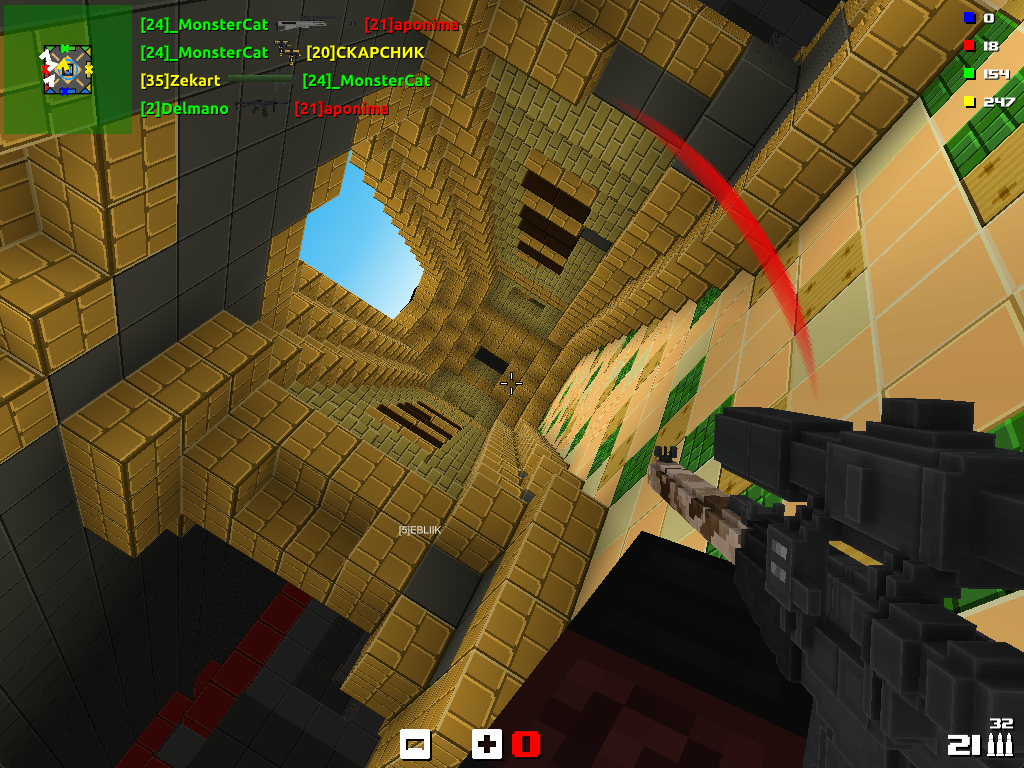 [24]_MonsterCat [21]aponima
[24]_MonsterCat [20]СКАРСНИК
[35]Zekart [24]_MonsterCat
[2]Delmano [21]aponima
0
18
154
247
[5]EBLIIK
32
21
0